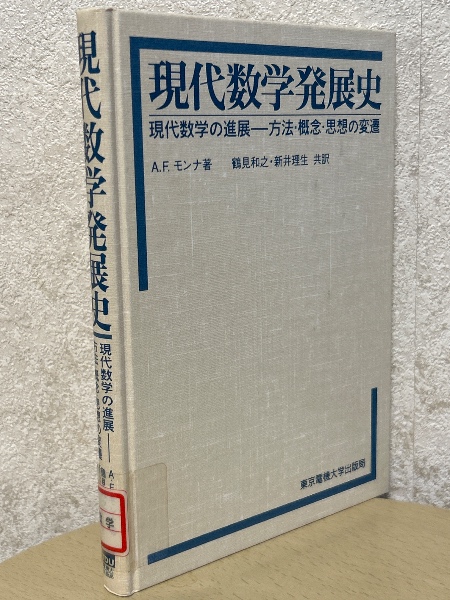 現代数学発展史
現代数学の進展―方法・概念・思想の変遷
A.F. モンナ著 鶴見和之・新井理生 共訳
東京電機大学出版局
現代数学発展史
現代数学の進展―
A.F
学